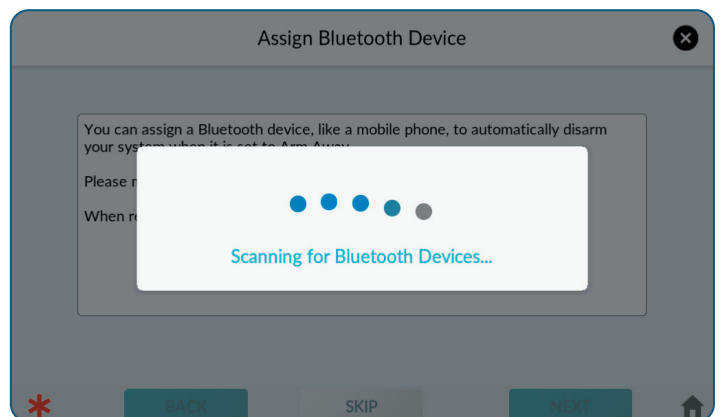 Assign Bluetooth Device
You can assign a Bluetooth device, like a mobile phone, to automatically disarm
your system when it is set to Arm Away
Please
When
Scanning for Bluetooth Devices...
BACK
SKIP
NEXT